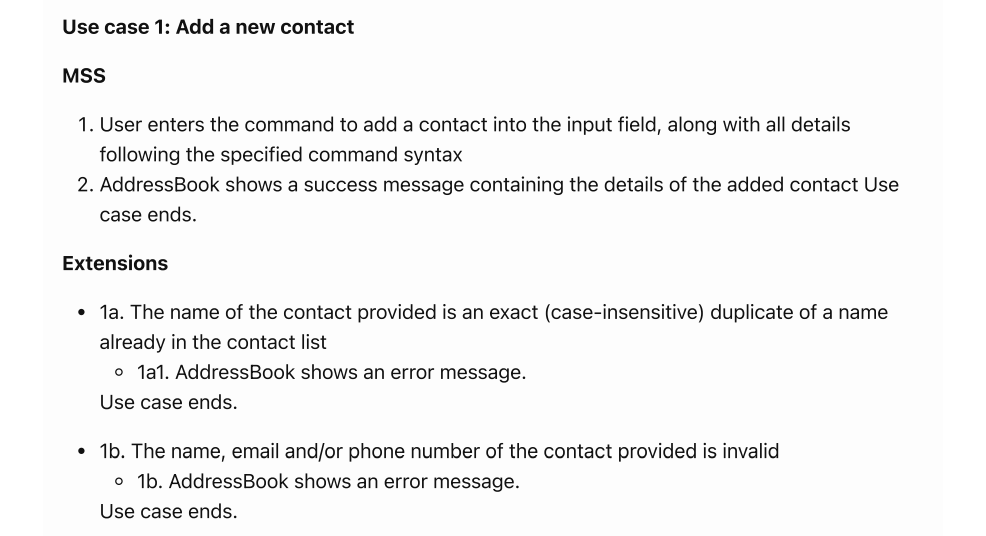 Use case 1: Add a new contact
MSS
1. User enters the command to add a contact into the input field, along with all details
following the specified command syntax
2. AddressBook shows a success message containing the details of the added contact Use
case ends.
Extensions
• 1a. The name of the contact provided is an exact (case-insensitive) duplicate of a name
already in the contact list
◦ 1a1. AddressBook shows an error message.
Use case ends.
• 1b. The name, email and/or phone number of the contact provided is invalid
◦ 1b. AddressBook shows an error message.
Use case ends.